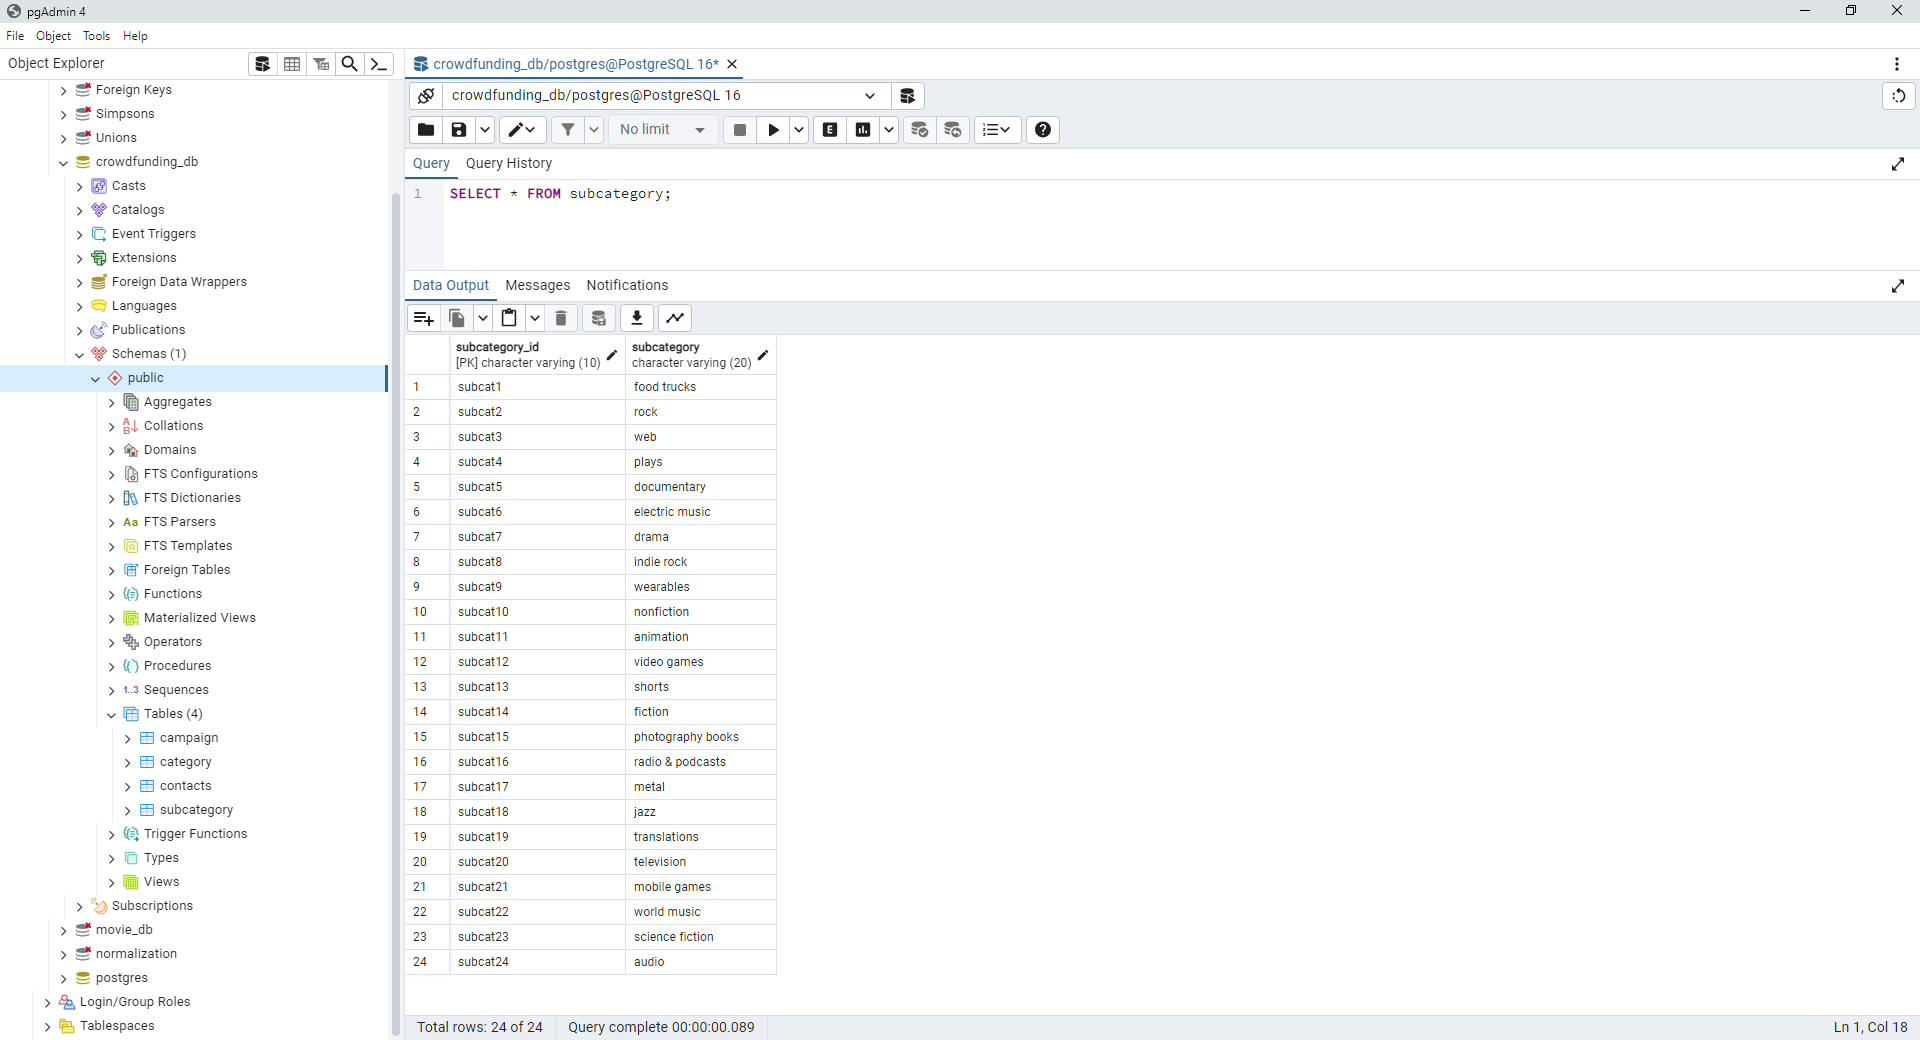 pgAdmin 4
File Object Tools Help
Object Explorer
Foreign Keys
Simpsons
Unions
crowdfunding_db
Casts
Catalogs
Event Triggers
Extensions
Foreign Data Wrappers
Languages
Publications
Schemas (1)
public
Aggregates
Collations
Domains
FTS Configurations
FTS Dictionaries
Aa FTS Parsers
FTS Templates
Foreign Tables
Functions
Materialized Views
Operators
Procedures
1..3 Sequences
Tables (4)
campaign
category
contacts
subcategory
Trigger Functions
Types
Views
Subscriptions
movie_db
normalization
postgres
Login/Group Roles
Tablespaces
crowdfunding_db/postgres@PostgreSQL 16*
crowdfunding_db/postgres@PostgreSQL 16
No limit
E
Query Query History
1 SELECT * FROM subcategory;
Data Output Messages Notifications
subcategory_id subcategory
[PK] character varying (10) character varying (20)
1 subcat1 food trucks
2 subcat2 rock
3 subcat3 web
4 subcat4 plays
5 subcat5 documentary
6 subcat6 electric music
7 subcat7 drama
8 subcat8 indie rock
9 subcat9 wearables
10 subcat10 nonfiction
11 subcat11 animation
12 subcat12 video games
13 subcat13 shorts
14 subcat14 fiction
15 subcat15 photography books
16 subcat16 radio & podcasts
17 subcat17 metal
18 subcat18 jazz
19 subcat19 translations
20 subcat20 television
21 subcat21 mobile games
22 subcat22 world music
23 subcat23 science fiction
24 subcat24 audio
Total rows: 24 of 24 Query complete 00:00:00.089 Ln 1, Col 18